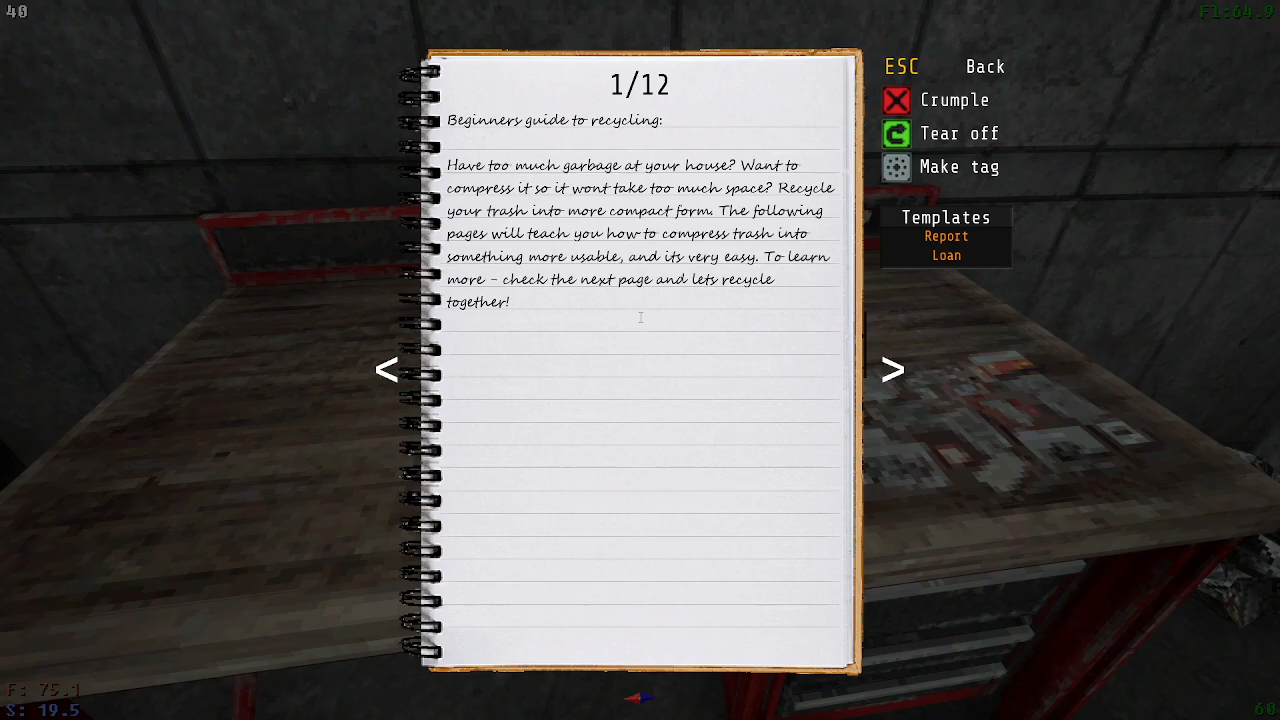 40
F1:64.9
1/12
Beginners guide to recycling:
Have to much garbage at your house? Want to
compress it so it wont take too much space? Recycle
your trash into more compact form. The following
pages will teach you how to compress trash into
something more usable, and its very easy. To learn
more - check the next page and lets recycle
together!
< >
ESC Back
Crumple
Tear off
Make tag
Templates
Report
Loan
F: 75.1
S: 19.5
60